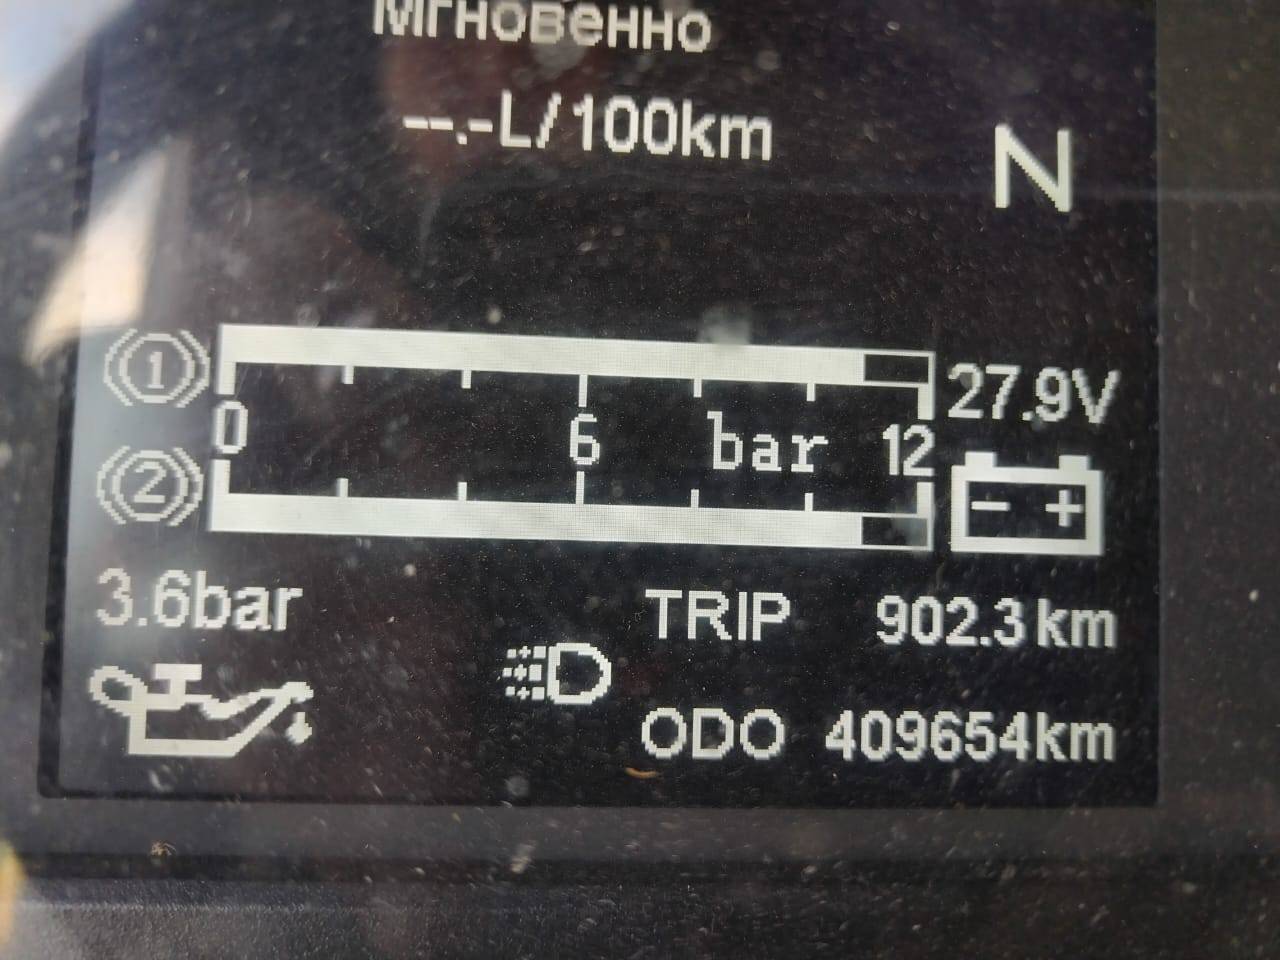 Мгновенно
--.-L/100km
N
1
27.9V
0 6 bar 12
2
- +
3.6bar
TRIP 902.3 km
ODO 409654km